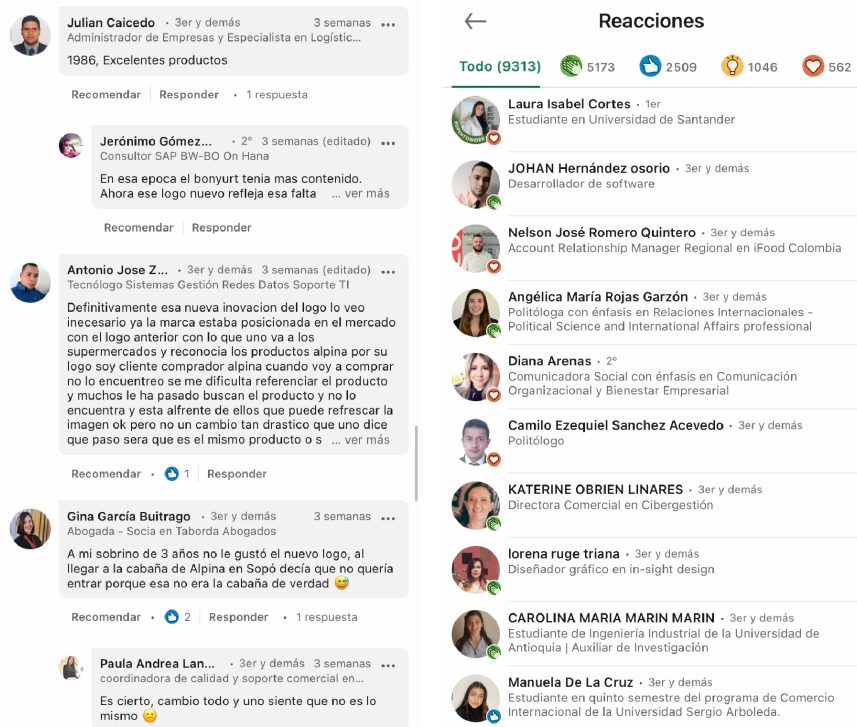 Julian Caicedo · 3er y demás 3 semanas ...
Administrador de Empresas y Especialista en Logístic...
1986, Excelentes productos
Recomendar Responder · 1 respuesta
Jerónimo Gómez... · 2º 3 semanas (editado) ...
Consultor SAP BW-BO On Hana
En esa epoca el bonyurt tenia mas contenido.
Ahora ese logo nuevo refleja esa falta ... ver más
Recomendar Responder
Antonio Jose Z... · 3er y demás 3 semanas (editado) ...
Tecnólogo Sistemas Gestión Redes Datos Soporte TI
Definitivamente esa nueva inovacion del logo lo veo
inecesario ya la marca estaba posicionada en el mercado
con el logo anterior con lo que uno va a los
supermercados y reconocia los productos alpina por su
logo soy cliente comprador alpina cuando voy a comprar
no lo encuentreo se me dificulta referenciar el producto
y muchos le ha pasado buscan el producto y no lo
encuentra y esta alfrente de ellos que puede refrescar la
imagen ok pero no un cambio tan drastico que uno dice
que paso sera que es el mismo producto o s ... ver más
Recomendar · 1 Responder
Gina García Buitrago · 3er y demás 3 semanas ...
Abogada - Socia en Taborda Abogados
A mi sobrino de 3 años no le gustó el nuevo logo, al
llegar a la cabaña de Alpina en Sopó decía que no quería
entrar porque esa no era la cabaña de verdad 😅
Recomendar · 2 Responder · 1 respuesta
Paula Andrea Lan... · 3er y demás 3 semanas ...
coordinadora de calidad y soporte comercial en...
Es cierto, cambio todo y uno siente que no es lo
mismo 😕
Reacciones
Todo (9313) 5173 2509 1046 562
Laura Isabel Cortes · 1er
Estudiante en Universidad de Santander
JOHAN Hernández osorio · 3er y demás
Desarrollador de software
Nelson José Romero Quintero · 3er y demás
Account Relationship Manager Regional en iFood Colombia
Angélica María Rojas Garzón · 3er y demás
Politóloga con énfasis en Relaciones Internacionales -
Political Science and International Affairs professional
Diana Arenas · 2º
Comunicadora Social con énfasis en Comunicación
Organizacional y Bienestar Empresarial
Camilo Ezequiel Sanchez Acevedo · 3er y demás
Politólogo
KATERINE OBRIEN LINARES · 3er y demás
Directora Comercial en Cibergestión
lorena ruge triana · 3er y demás
Diseñador gráfico en in-sight design
CAROLINA MARIA MARIN MARIN · 3er y demás
Estudiante de Ingeniería Industrial de la Universidad de
Antioquia | Auxiliar de Investigación
Manuela De La Cruz · 3er y demás
Estudiante en quinto semestre del programa de Comercio
Internacional de la Universidad Sergio Arboleda.